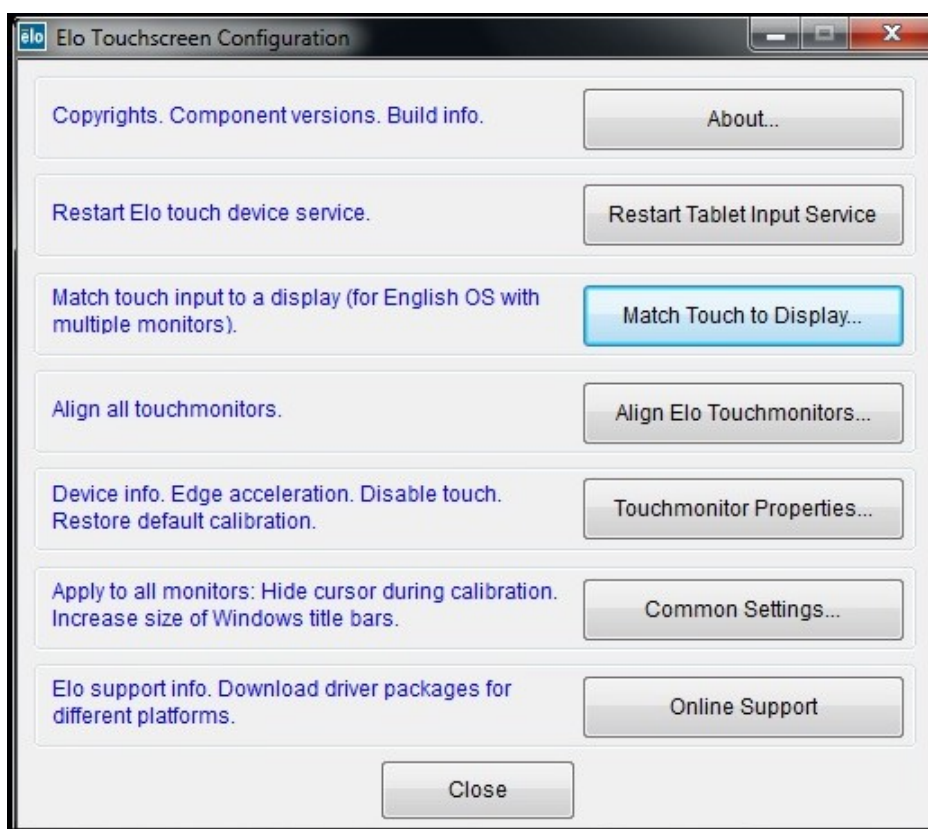 elo Elo Touchscreen Configuration
Copyrights. Component versions. Build info.
About...
Restart Elo touch device service.
Restart Tablet Input Service
Match touch input to a display (for English OS with
multiple monitors).
Match Touch to Display...
Align all touchmonitors.
Align Elo Touchmonitors...
Device info. Edge acceleration. Disable touch.
Restore default calibration.
Touchmonitor Properties...
Apply to all monitors: Hide cursor during calibration.
Increase size of Windows title bars.
Common Settings...
Elo support info. Download driver packages for
different platforms.
Online Support
Close